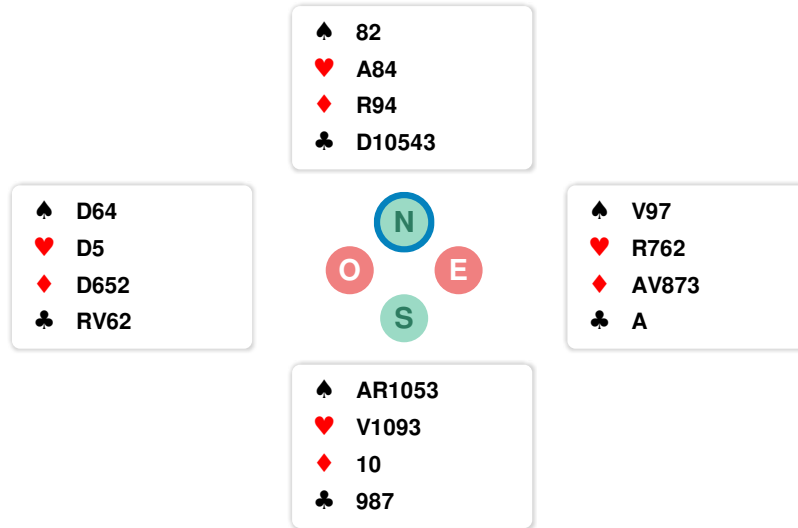 ♠ 82
♥ A84
♦ R94
♣ D10543
♠ D64
♥ D5
♦ D652
♣ RV62
N
O E
S
♠ V97
♥ R762
♦ AV873
♣ A
♠ AR1053
♥ V1093
♦ 10
♣ 987